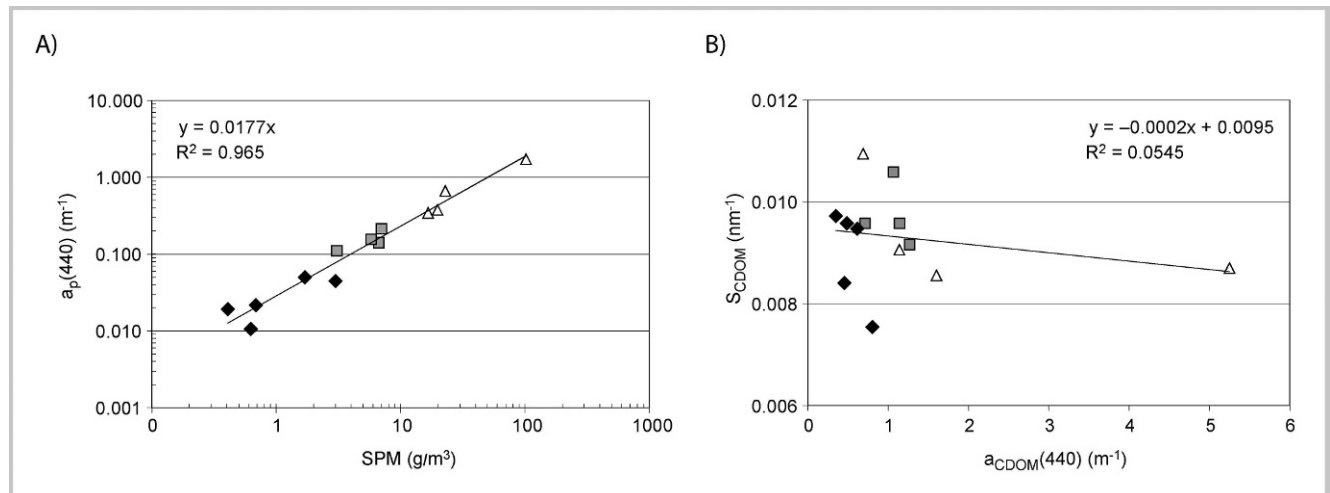 A)
10.000
1.000
0.100
0.010
0.001
a_p(440) (m⁻¹)
y = 0.0177x
R² = 0.965
0 1 10 100 1000
SPM (g/m³)
B)
0.012
0.010
0.008
0.006
S_CDOM (nm⁻¹)
y = –0.0002x + 0.0095
R² = 0.0545
0 1 2 3 4 5 6
a_CDOM(440) (m⁻¹)